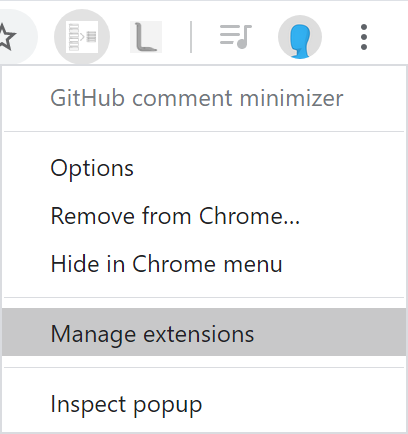 GitHub comment minimizer
Options
Remove from Chrome...
Hide in Chrome menu
Manage extensions
Inspect popup